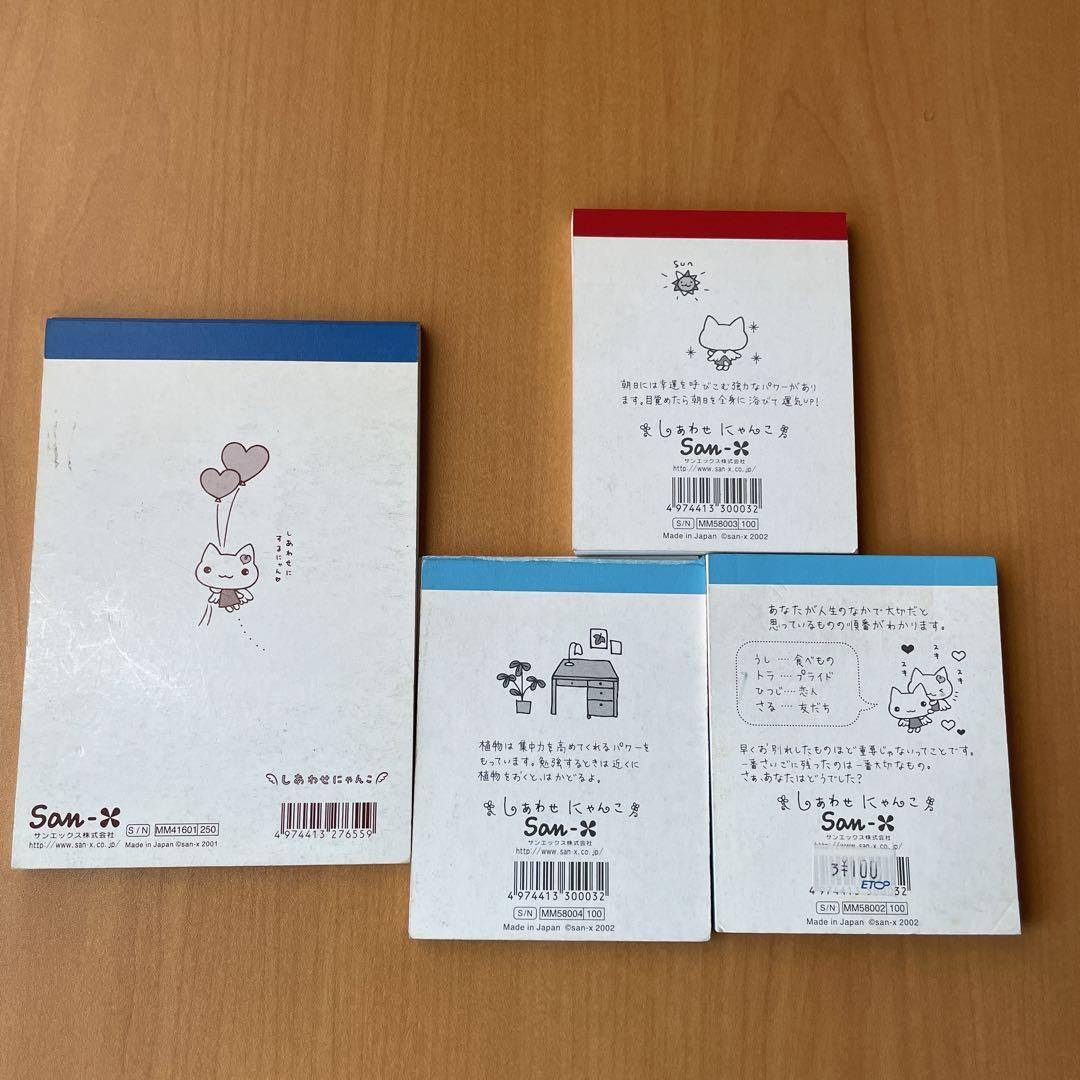 しあわせに
するにゃん♡
しあわせにゃんこ
San-X
サンエックス株式会社
http://www.san-x.co.jp/
S/N MM41601 250
Made in Japan ©san-x 2001
4 974413 276559
sun
朝日には幸運を呼びこむ強力なパワーがあり
ます。目覚めたら朝日を全身に浴びて運気UP!
しあわせにゃんこ
San-X
サンエックス株式会社
http://www.san-x.co.jp/
4 974413 300032
S/N MM58003 100
Made in Japan ©san-x 2002
植物は集中力を高めてくれるパワーを
もっています。勉強するときは近くに
植物をおくと、はかどるよ。
しあわせにゃんこ
San-X
サンエックス株式会社
http://www.san-x.co.jp/
4 974413 300032
S/N MM58004 100
Made in Japan ©san-x 2002
あなたが人生のなかで大切だと
思っているものの順番がわかります。
うし‥‥食べもの
トラ‥‥プライド
ひつじ‥‥恋人
さる‥‥友だち
スキ
スキ
スキ
早くお別れしたものほど重要じゃないってことです。
一番さいごに残ったのは一番大切なもの。
さぁ、あなたはどうでした?
しあわせにゃんこ
San-X
サンエックス株式会社
3¥100
ETOP
32
S/N MM58002 100
Made in Japan ©san-x 2002